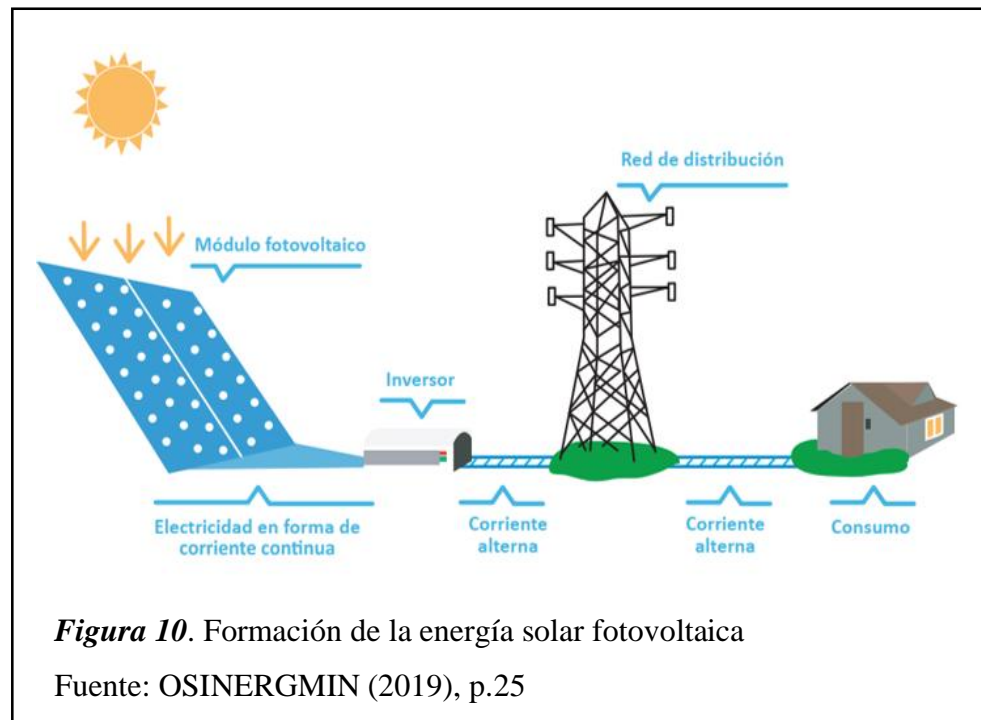 Red de distribución
Módulo fotovoltaico
Inversor
Electricidad en forma de
corriente continua
Corriente
alterna
Corriente
alterna
Consumo
Figura 10. Formación de la energía solar fotovoltaica
Fuente: OSINERGMIN (2019), p.25